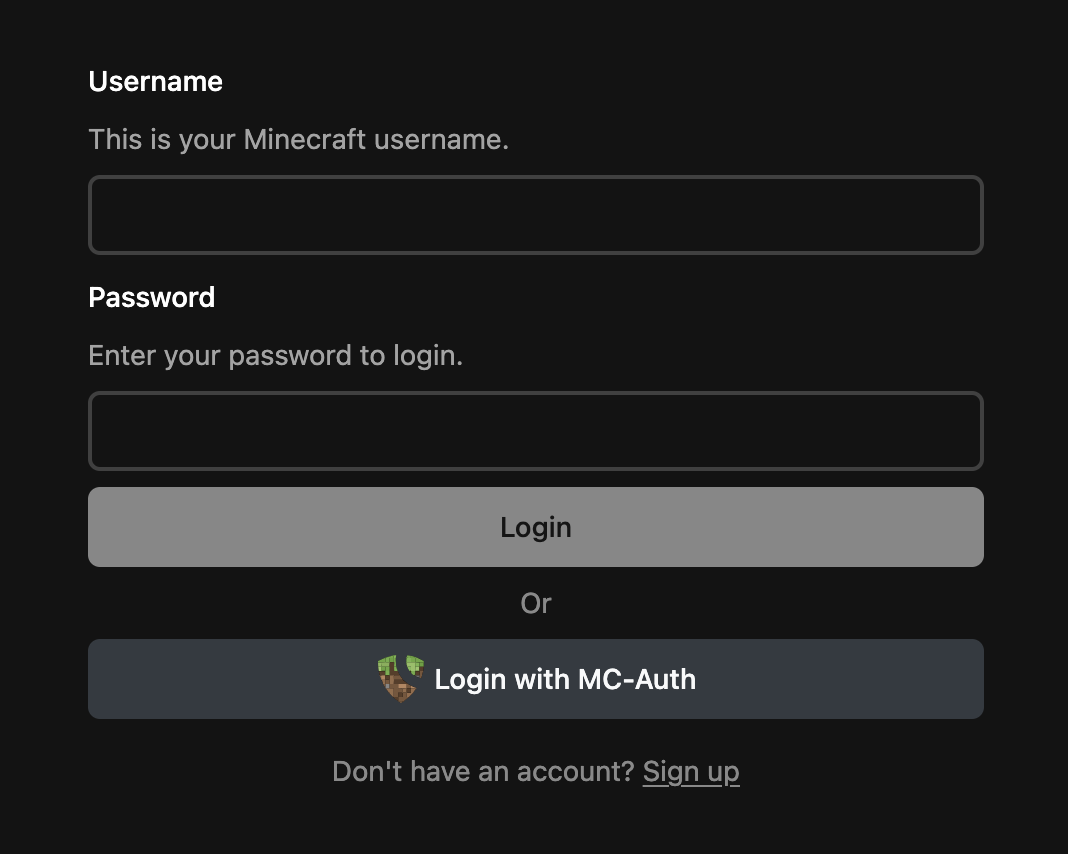 Username
This is your Minecraft username.
Password
Enter your password to login.
Login
Or
Login with MC-Auth
Don't have an account? Sign up